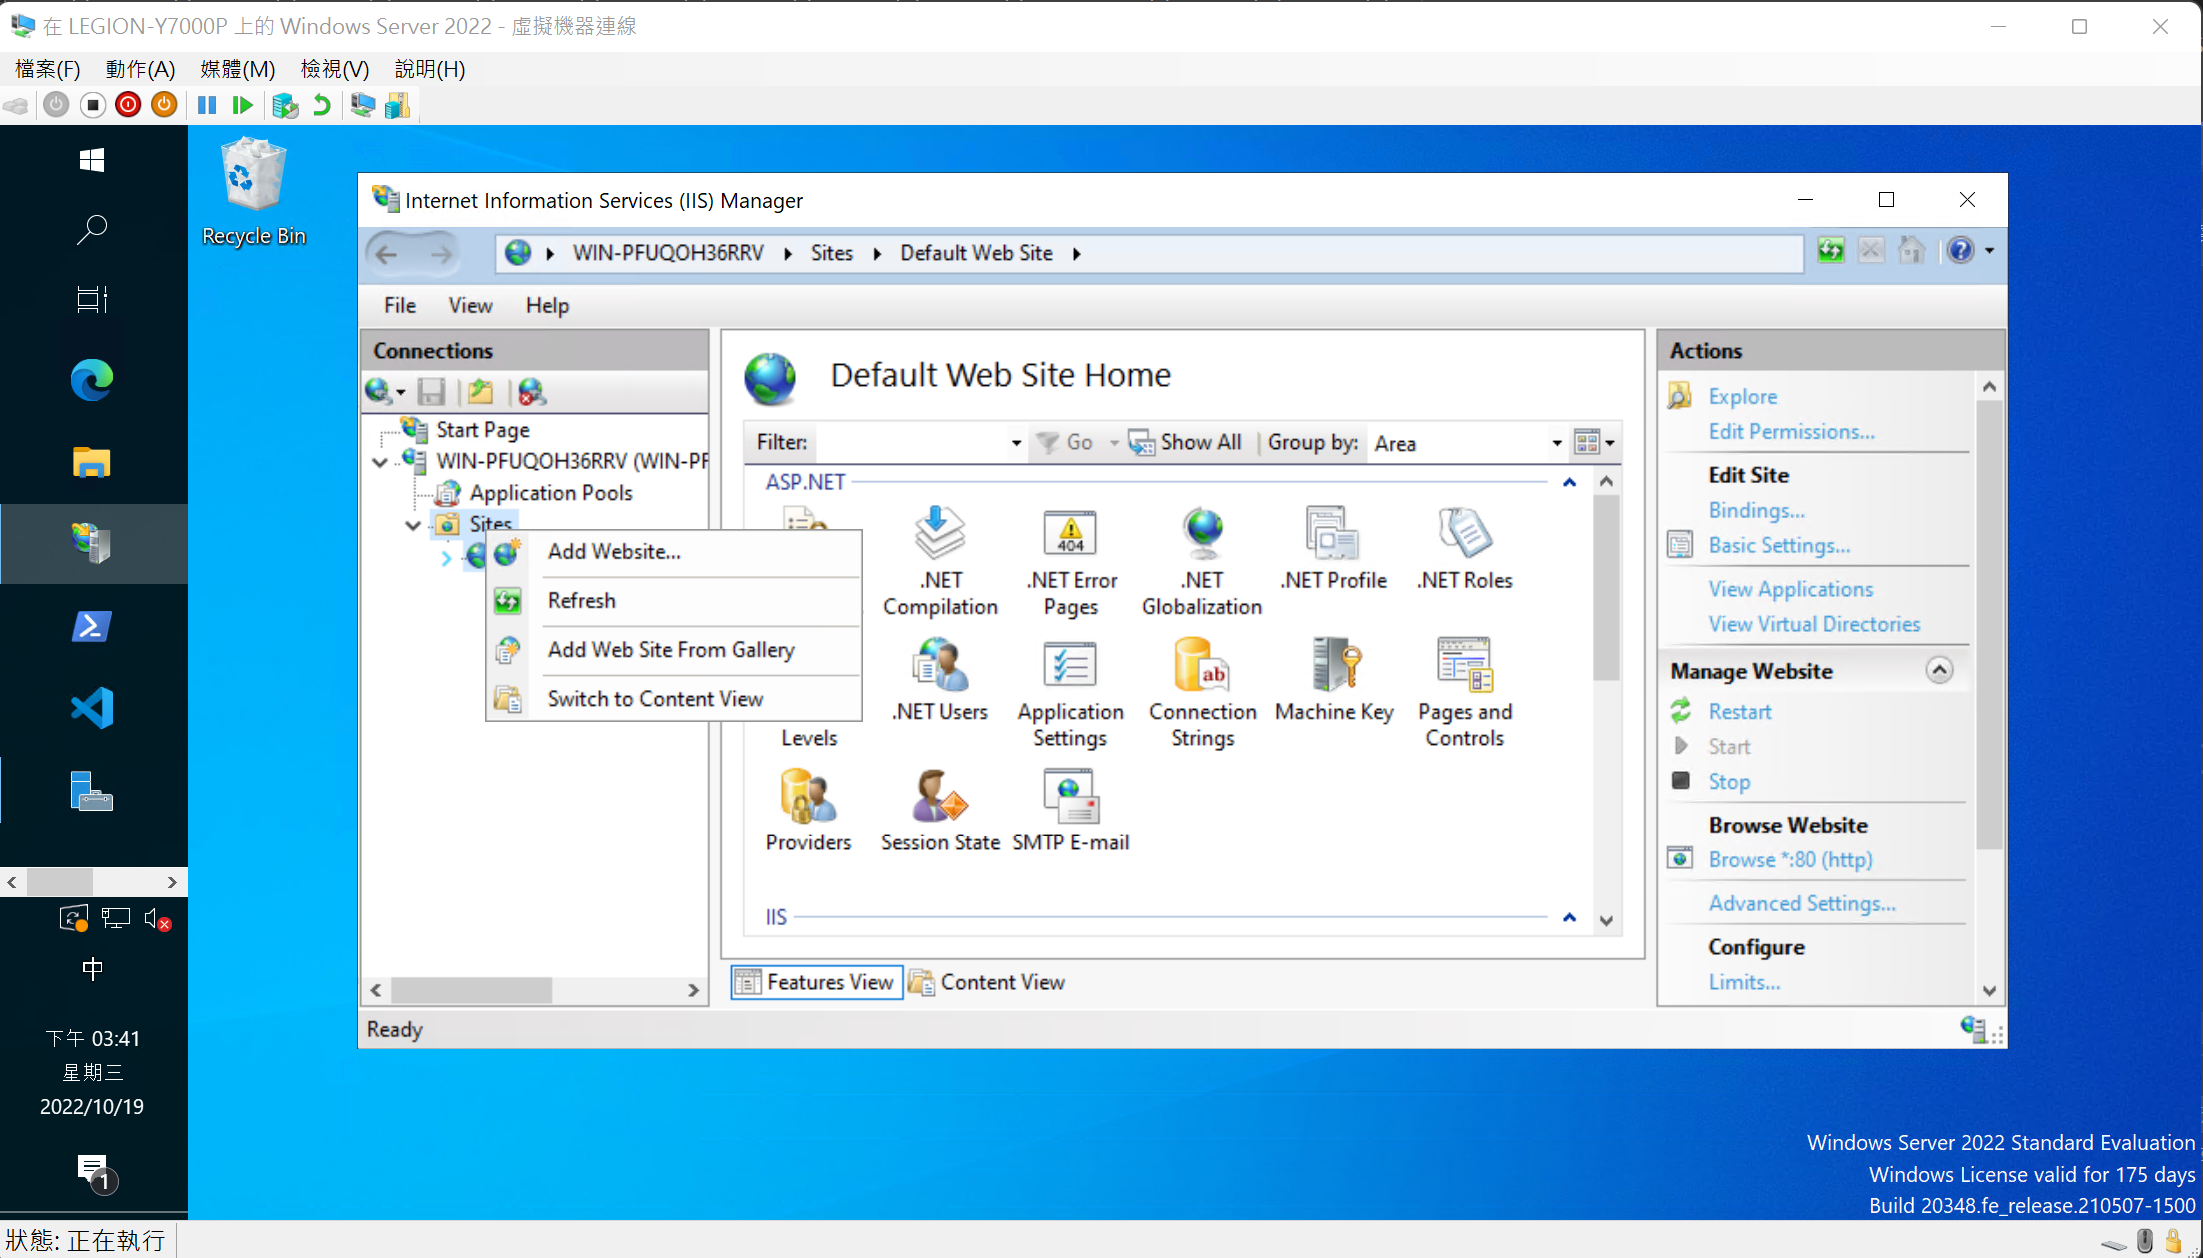 在 LEGION-Y7000P 上的 Windows Server 2022 - 虛擬機器連線
檔案(F) 動作(A) 媒體(M) 檢視(V) 說明(H)
Recycle Bin
Internet Information Services (IIS) Manager
WIN-PFUQOH36RRV Sites Default Web Site
File View Help
Connections
Start Page
WIN-PFUQOH36RRV (WIN-PF
Application Pools
Sites
Add Website...
Refresh
Add Web Site From Gallery
Switch to Content View
Default Web Site Home
Filter: Go Show All Group by: Area
ASP.NET
.NET Compilation
.NET Error Pages
.NET Globalization
.NET Profile
.NET Roles
Levels
.NET Users
Application Settings
Connection Strings
Machine Key
Pages and Controls
Providers
Session State
SMTP E-mail
IIS
Features View Content View
Actions
Explore
Edit Permissions...
Edit Site
Bindings...
Basic Settings...
View Applications
View Virtual Directories
Manage Website
Restart
Start
Stop
Browse Website
Browse *:80 (http)
Advanced Settings...
Configure
Limits...
Ready
中
下午 03:41
星期三
2022/10/19
1
Windows Server 2022 Standard Evaluation
Windows License valid for 175 days
Build 20348.fe_release.210507-1500
狀態: 正在執行